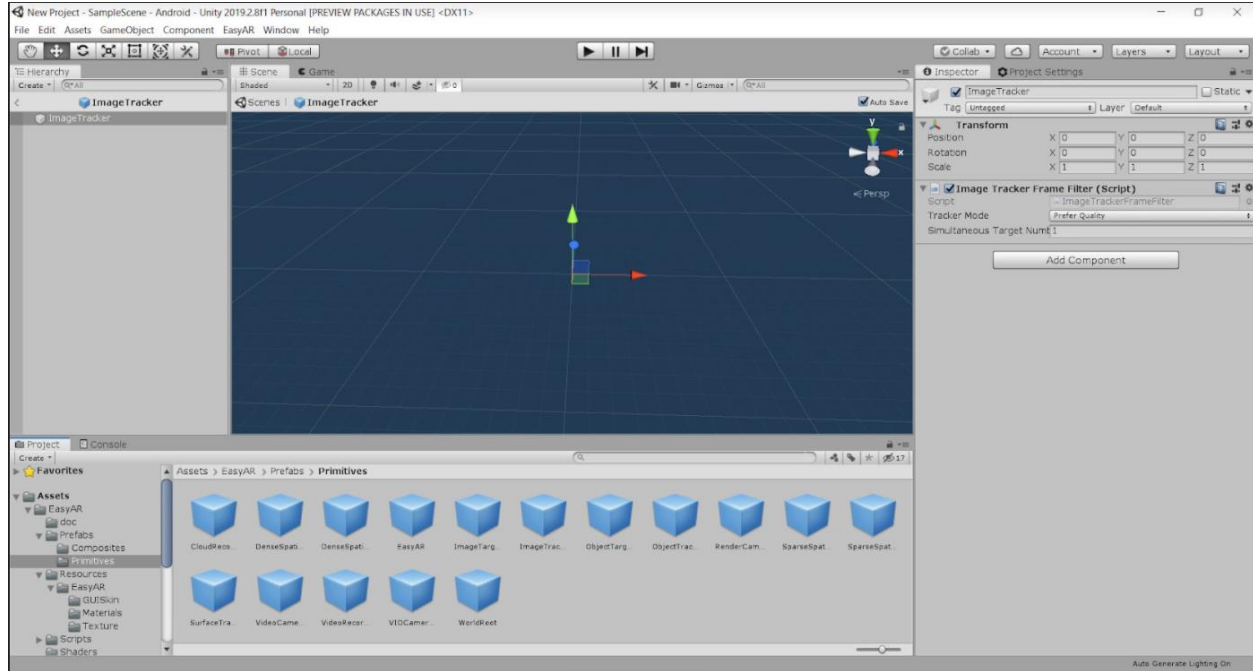 New Project - SampleScene - Android - Unity 2019.2.8f1 Personal [PREVIEW PACKAGES IN USE] <DX11>
File Edit Assets GameObject Component EasyAR Window Help
Pivot Local
Collab Account Layers Layout
Hierarchy
Create All
ImageTracker
ImageTracker
Scene Game
Shaded 2D 0 Gizmos All
Scenes ImageTracker Auto Save
y
x
Persp
Inspector Project Settings
ImageTracker Static
Tag Untagged Layer Default
Transform
Position X 0 Y 0 Z 0
Rotation X 0 Y 0 Z 0
Scale X 1 Y 1 Z 1
Image Tracker Frame Filter (Script)
Script ImageTrackerFrameFilter
Tracker Mode Prefer Quality
Simultaneous Target Numt 1
Add Component
Project Console
Create 17
Favorites
Assets
EasyAR
doc
Prefabs
Composites
Primitives
Resources
EasyAR
GUISkin
Materials
Texture
Scripts
Shaders
Assets > EasyAR > Prefabs > Primitives
CloudReco... DenseSpati... DenseSpati... EasyAR ImageTarg... ImageTrac... ObjectTarg... ObjectTrac... RenderCam... SparseSpat... SparseSpat...
SurfaceTra... VideoCame... VideoRecor... VIOCamer... WorldRoot
Auto Generate Lighting On